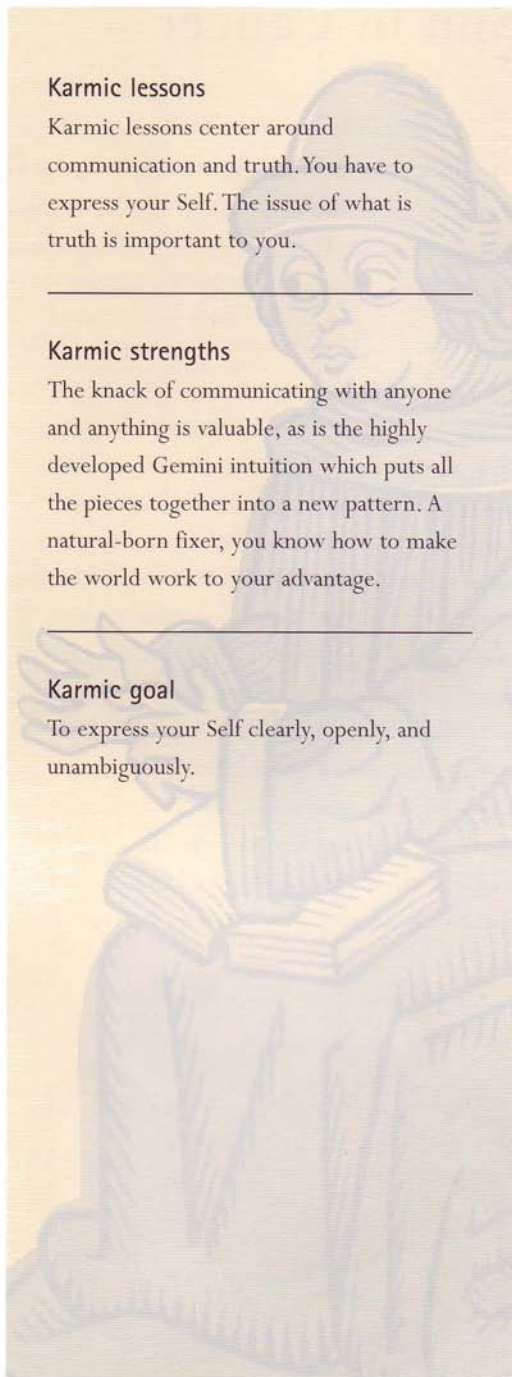 Karmic lessons
Karmic lessons center around
communication and truth. You have to
express your Self. The issue of what is
truth is important to you.
Karmic strengths
The knack of communicating with anyone
and anything is valuable, as is the highly
developed Gemini intuition which puts all
the pieces together into a new pattern. A
natural-born fixer, you know how to make
the world work to your advantage.
Karmic goal
To express your Self clearly, openly, and
unambiguously.